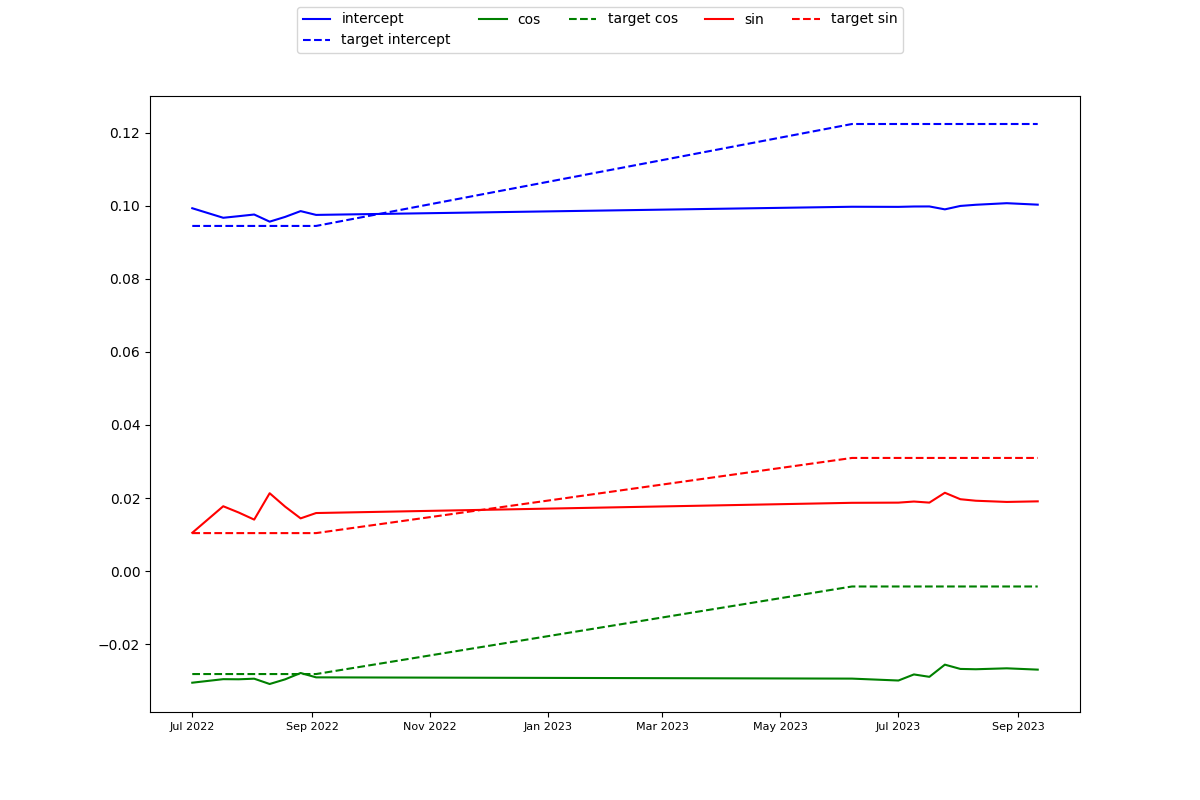 intercept cos target cos sin target sin
target intercept
0.12
0.10
0.08
0.06
0.04
0.02
0.00
−0.02
Jul 2022 Sep 2022 Nov 2022 Jan 2023 Mar 2023 May 2023 Jul 2023 Sep 2023